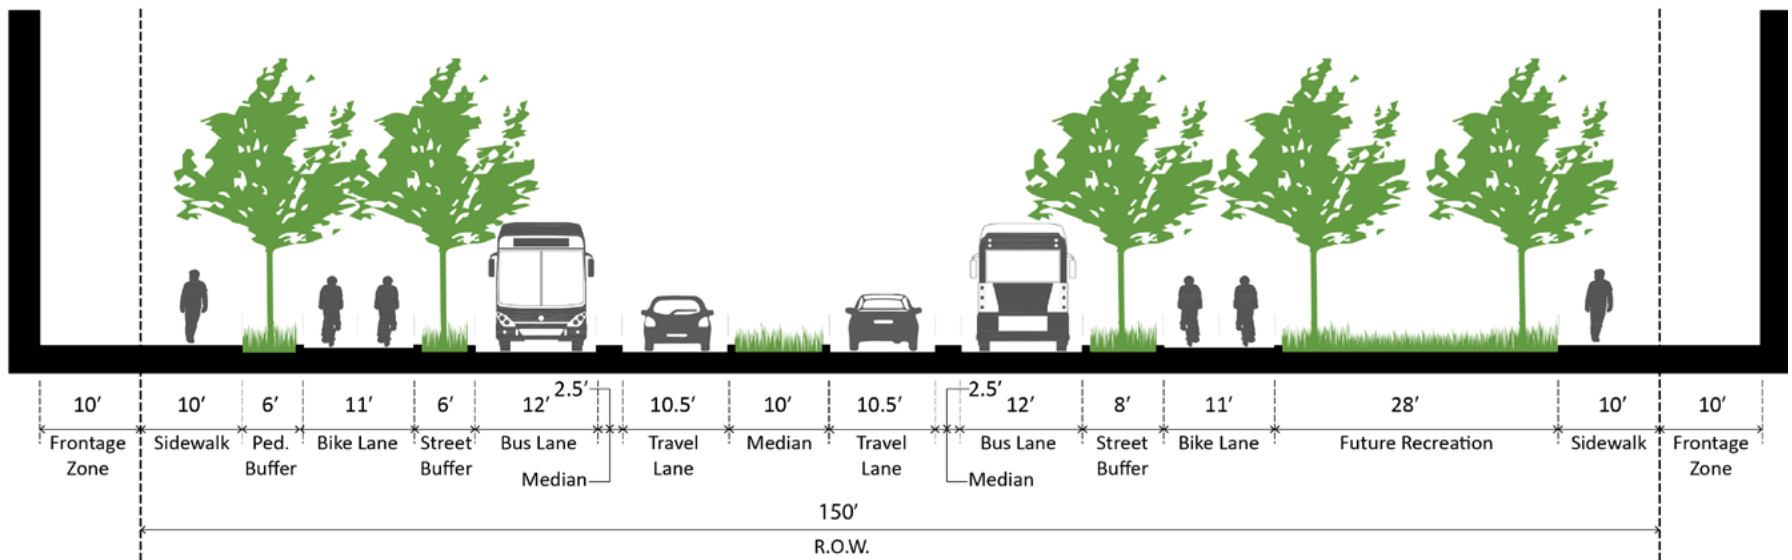 2.5’ 2.5’
10’ 10’ 6’ 11’ 6’ 12’ 10.5’ 10’ 10.5’ 12’ 8’ 11’ 28’ 10’ 10’
Frontage Sidewalk Ped. Bike Lane Street Bus Lane Travel Median Travel Bus Lane Street Bike Lane Future Recreation Sidewalk Frontage
Zone Buffer Buffer Lane Lane Buffer Zone
Median Median
150’
R.O.W.